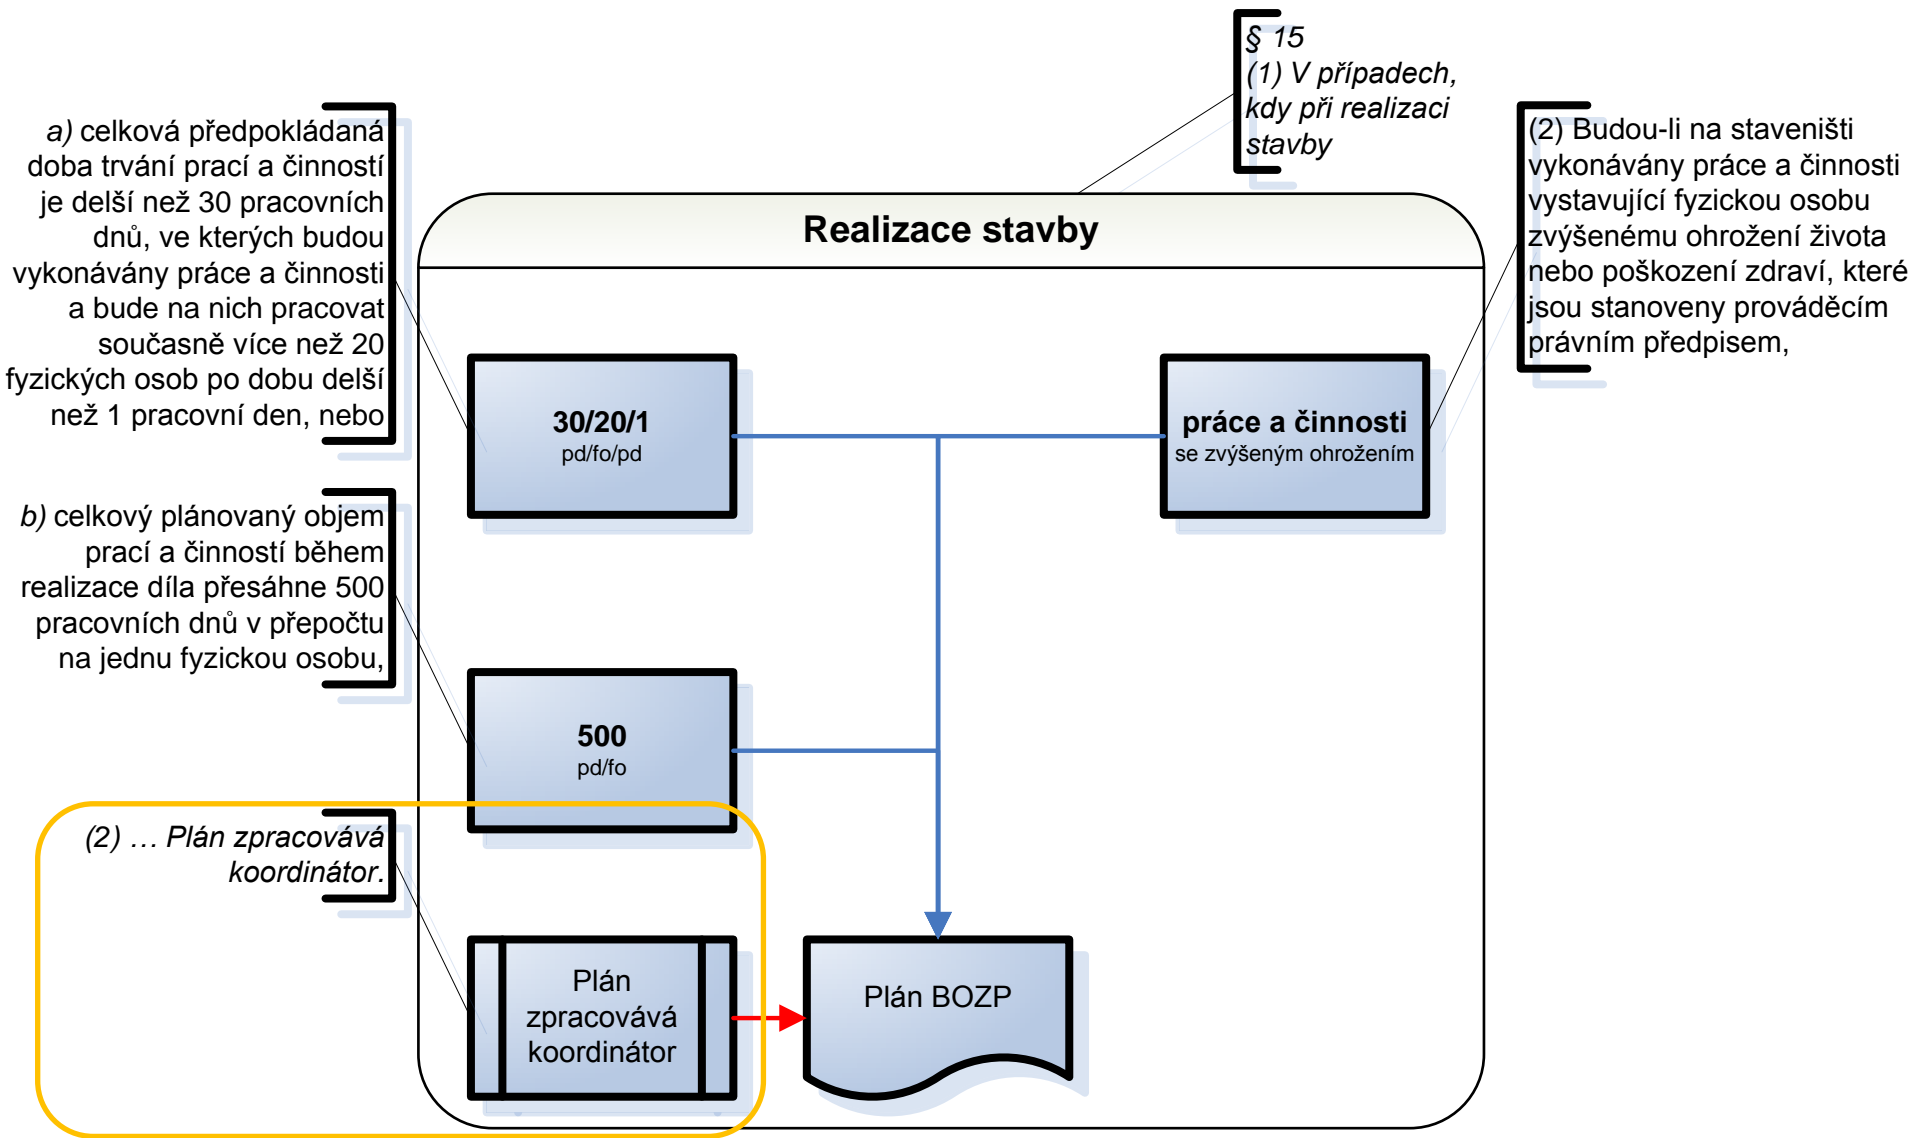 § 15
(1) V případech,
kdy při realizaci
stavby
a) celková předpokládaná
doba trvání prací a činností
je delší než 30 pracovních
dnů, ve kterých budou
vykonávány práce a činnosti
a bude na nich pracovat
současně více než 20
fyzických osob po dobu delší
než 1 pracovní den, nebo
(2) Budou-li na staveništi
vykonávány práce a činnosti
vystavující fyzickou osobu
zvýšenému ohrožení života
nebo poškození zdraví, které
jsou stanoveny prováděcím
právním předpisem,
Realizace stavby
30/20/1
pd/fo/pd
práce a činnosti
se zvýšeným ohrožením
b) celkový plánovaný objem
prací a činností během
realizace díla přesáhne 500
pracovních dnů v přepočtu
na jednu fyzickou osobu,
500
pd/fo
(2) … Plán zpracovává
koordinátor.
Plán
zpracovává
koordinátor
Plán BOZP